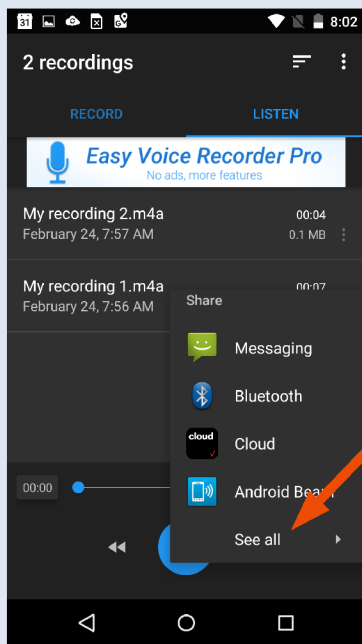 31
8:02
2 recordings
RECORD
LISTEN
Easy Voice Recorder Pro
No ads, more features
My recording 2.m4a
00:04
February 24, 7:57 AM
0.1 MB
My recording 1.m4a
00:07
February 24, 7:56 AM
Share
Messaging
Bluetooth
cloud
Cloud
Android Beam
00:00
See all